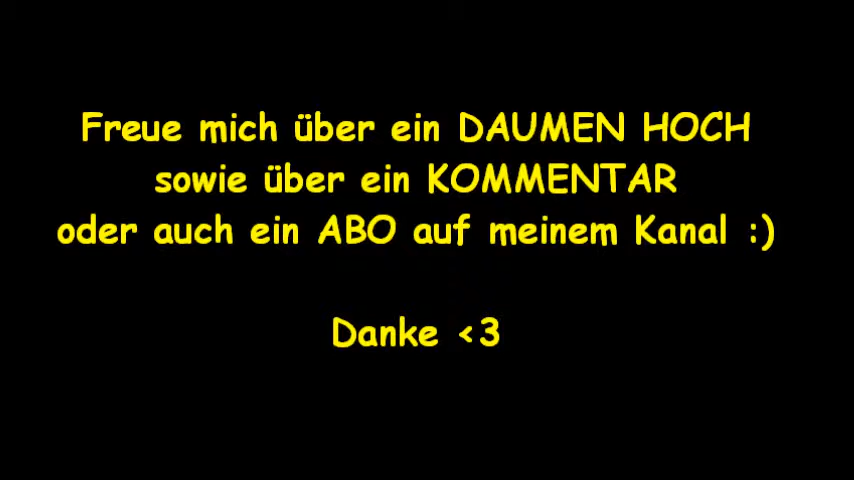 Freue mich über ein DAUMEN HOCH
sowie über ein KOMMENTAR
oder auch ein ABO auf meinem Kanal :)
Danke <3